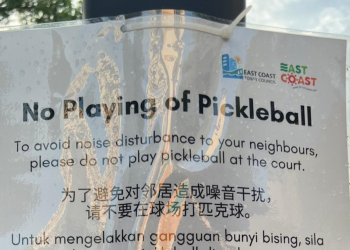 EAST COAST
TOWN COUNCIL
EAST
COAST
No Playing of Pickleball
To avoid noise disturbance to your neighbours,
please do not play pickleball at the court.
为了避免对邻居造成噪音干扰，
请不要在球场打匹克球。
Untuk mengelakkan gangguan bunyi bising, sila